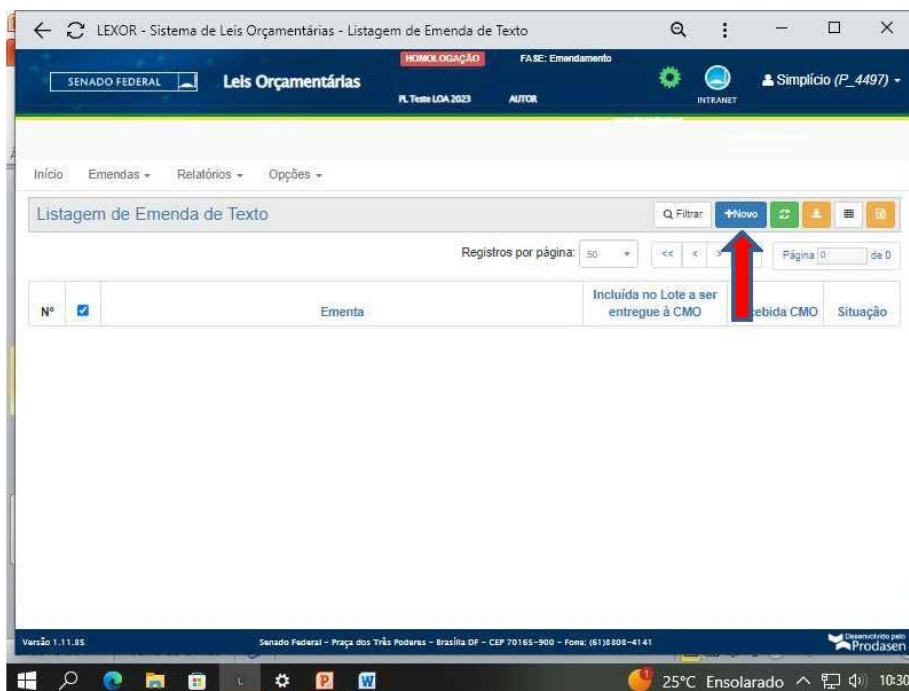 LEXOR - Sistema de Leis Orçamentárias - Listagem de Emenda de Texto
HOMOLOGAÇÃO FASE: Emendamento
SENADO FEDERAL Leis Orçamentárias Simplício (P_4497)
PL Teste LOA 2023 AUTOR INTRANET
Início Emendas Relatórios Opções
Listagem de Emenda de Texto Filtrar +Novo
Registros por página: 50 << < > Página 0 de 0
Nº Ementa Incluída no Lote a ser entregue à CMO cebida CMO Situação
Versão 1.11.85 Senado Federal - Praça dos Três Poderes - Brasília DF - CEP 70165-900 - Fone: (61)8808-4141 Desenvolvido pelo Prodasen
25°C Ensolarado 10:30